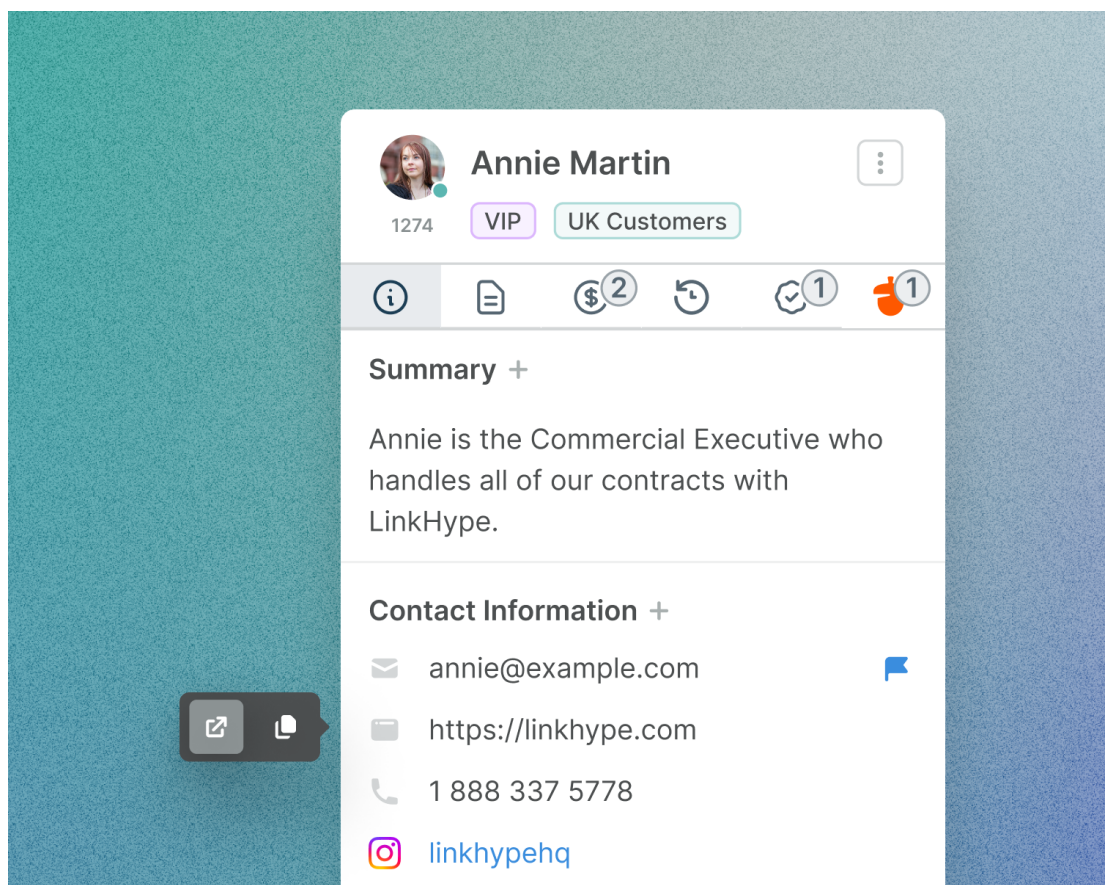 Annie Martin
1274
VIP
UK Customers
2
1
1
Summary +
Annie is the Commercial Executive who
handles all of our contracts with
LinkHype.
Contact Information +
annie@example.com
https://linkhype.com
1 888 337 5778
linkhypehq